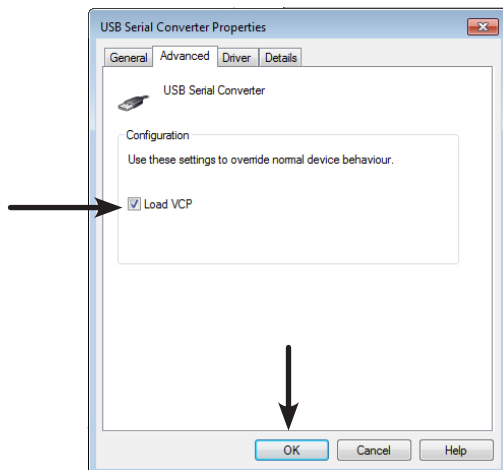 USB Serial Converter Properties
General Advanced Driver Details
USB Serial Converter
Configuration
Use these settings to override normal device behaviour.
Load VCP
OK Cancel Help